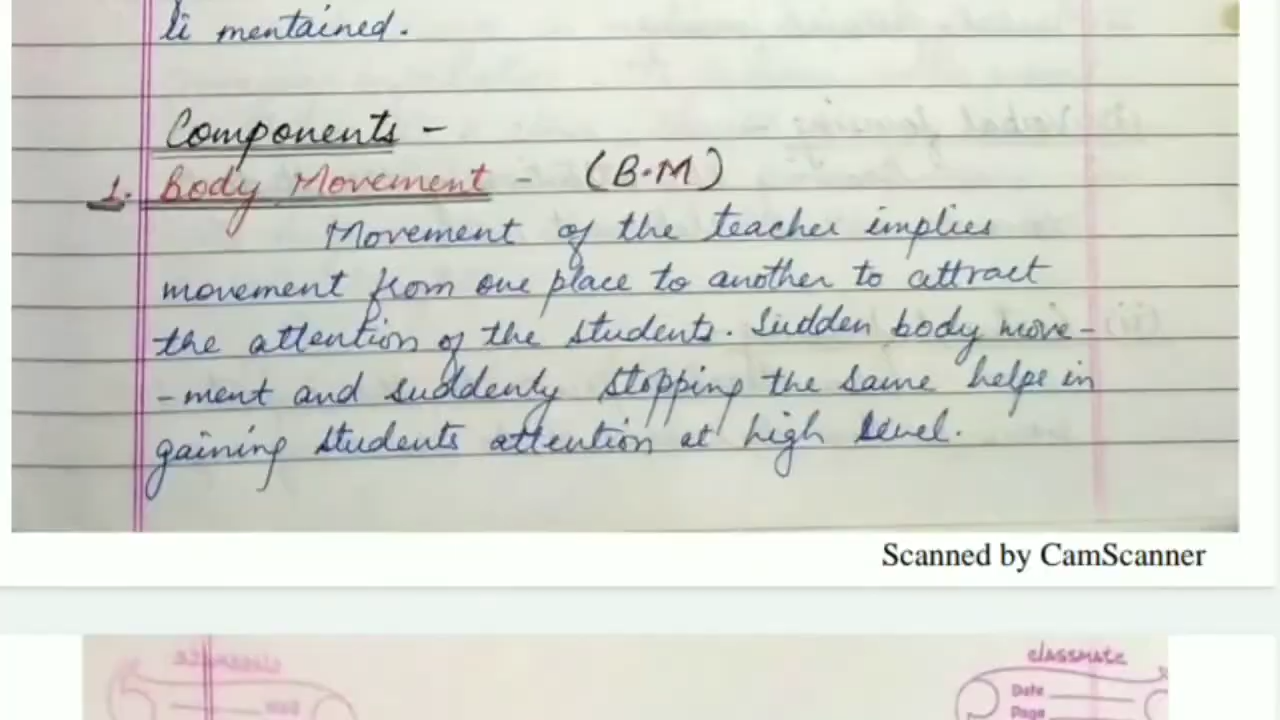 li mentained.
Components -
1. Body Movement - (B.M)
Movement of the teacher implies
movement from one place to another to attract
the attention of the students. Sudden body move-
-ment and suddenly stopping the same helps in
gaining students attention at high level.
Scanned by CamScanner
classmate
Date
Page